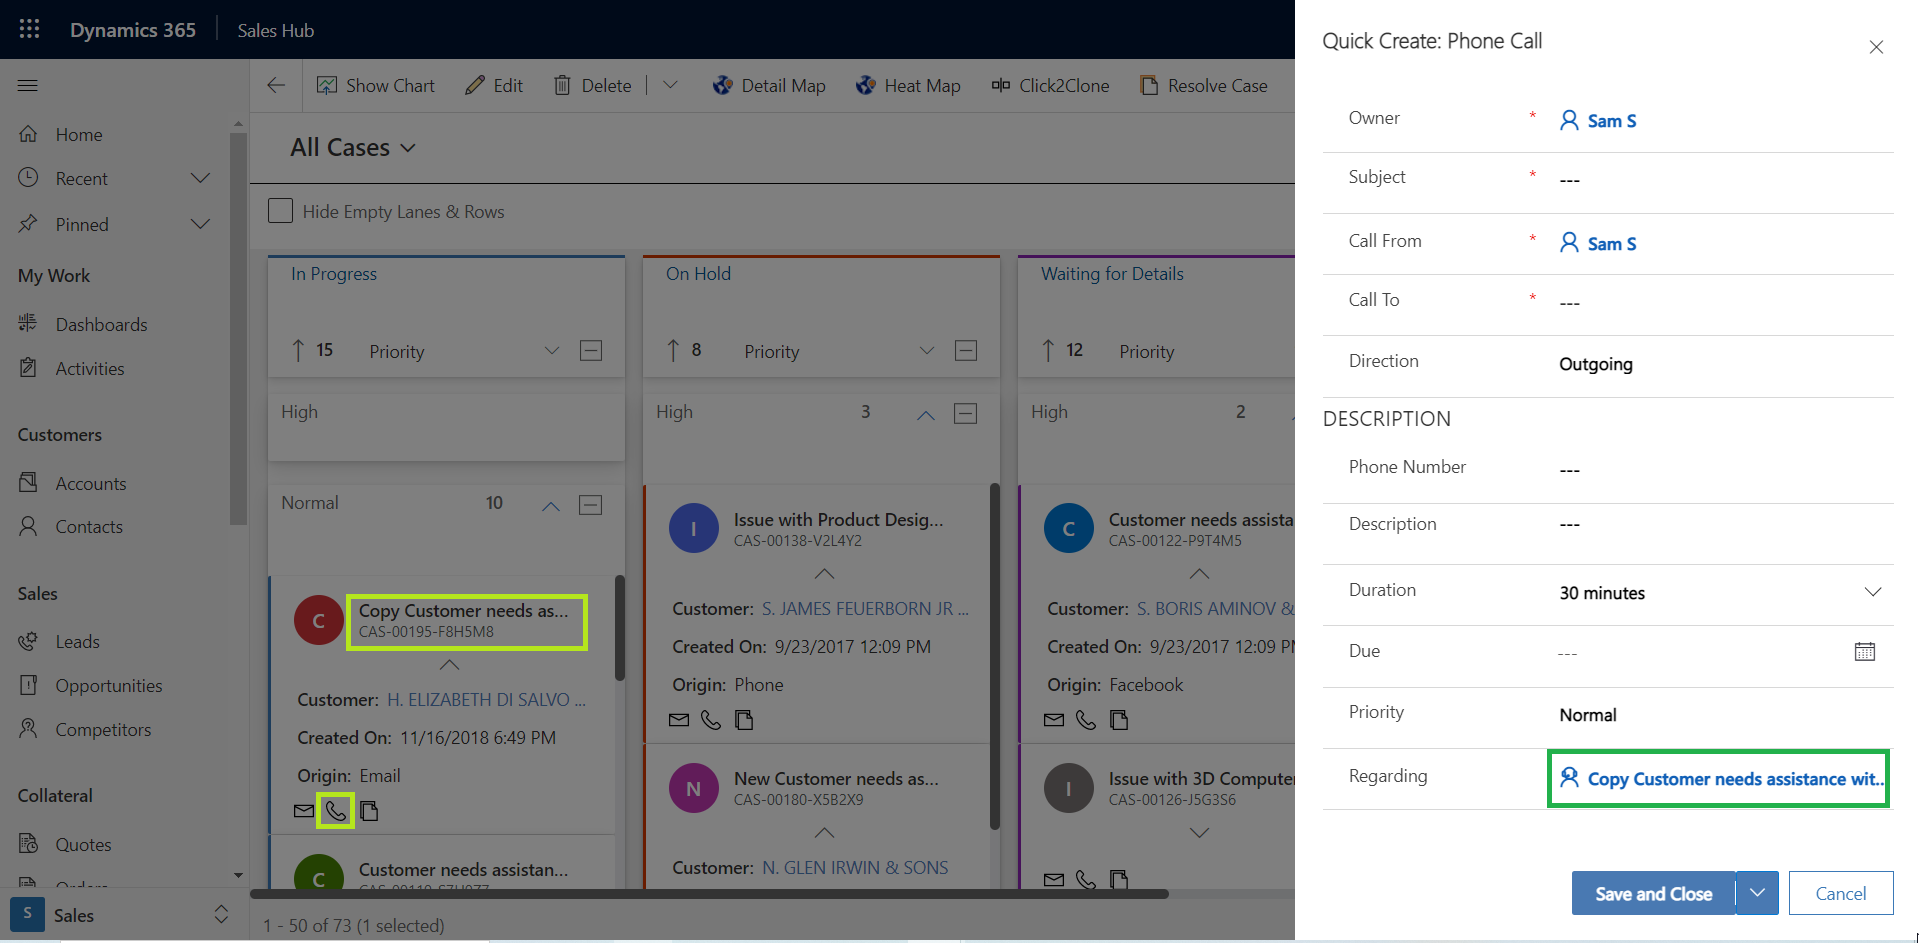 Dynamics 365
Sales Hub
Show Chart
Edit
Delete
Detail Map
Heat Map
Click2Clone
Resolve Case
Home
Recent
Pinned
My Work
Dashboards
Activities
Customers
Accounts
Contacts
Sales
Leads
Opportunities
Competitors
Collateral
Quotes
Orders
S
Sales
All Cases
Hide Empty Lanes & Rows
In Progress
15 Priority
High
Normal 10
C
Copy Customer needs as...
CAS-00195-F8H5M8
Customer: H. ELIZABETH DI SALVO ...
Created On: 11/16/2018 6:49 PM
Origin: Email
C
Customer needs assistan...
On Hold
8 Priority
High 3
I
Issue with Product Desig...
CAS-00138-V2L4Y2
Customer: S. JAMES FEUERBORN JR ...
Created On: 9/23/2017 12:09 PM
Origin: Phone
N
New Customer needs as...
CAS-00180-X5B2X9
Customer: N. GLEN IRWIN & SONS
Waiting for Details
12 Priority
High 2
C
Customer needs assista
CAS-00122-P9T4M5
Customer: S. BORIS AMINOV &
Created On: 9/23/2017 12:09 P
Origin: Facebook
I
Issue with 3D Compute
CAS-00126-J5G3S6
1 - 50 of 73 (1 selected)
Quick Create: Phone Call
Owner * Sam S
Subject * ---
Call From * Sam S
Call To * ---
Direction Outgoing
DESCRIPTION
Phone Number ---
Description ---
Duration 30 minutes
Due ---
Priority Normal
Regarding Copy Customer needs assistance wit..
Save and Close
Cancel